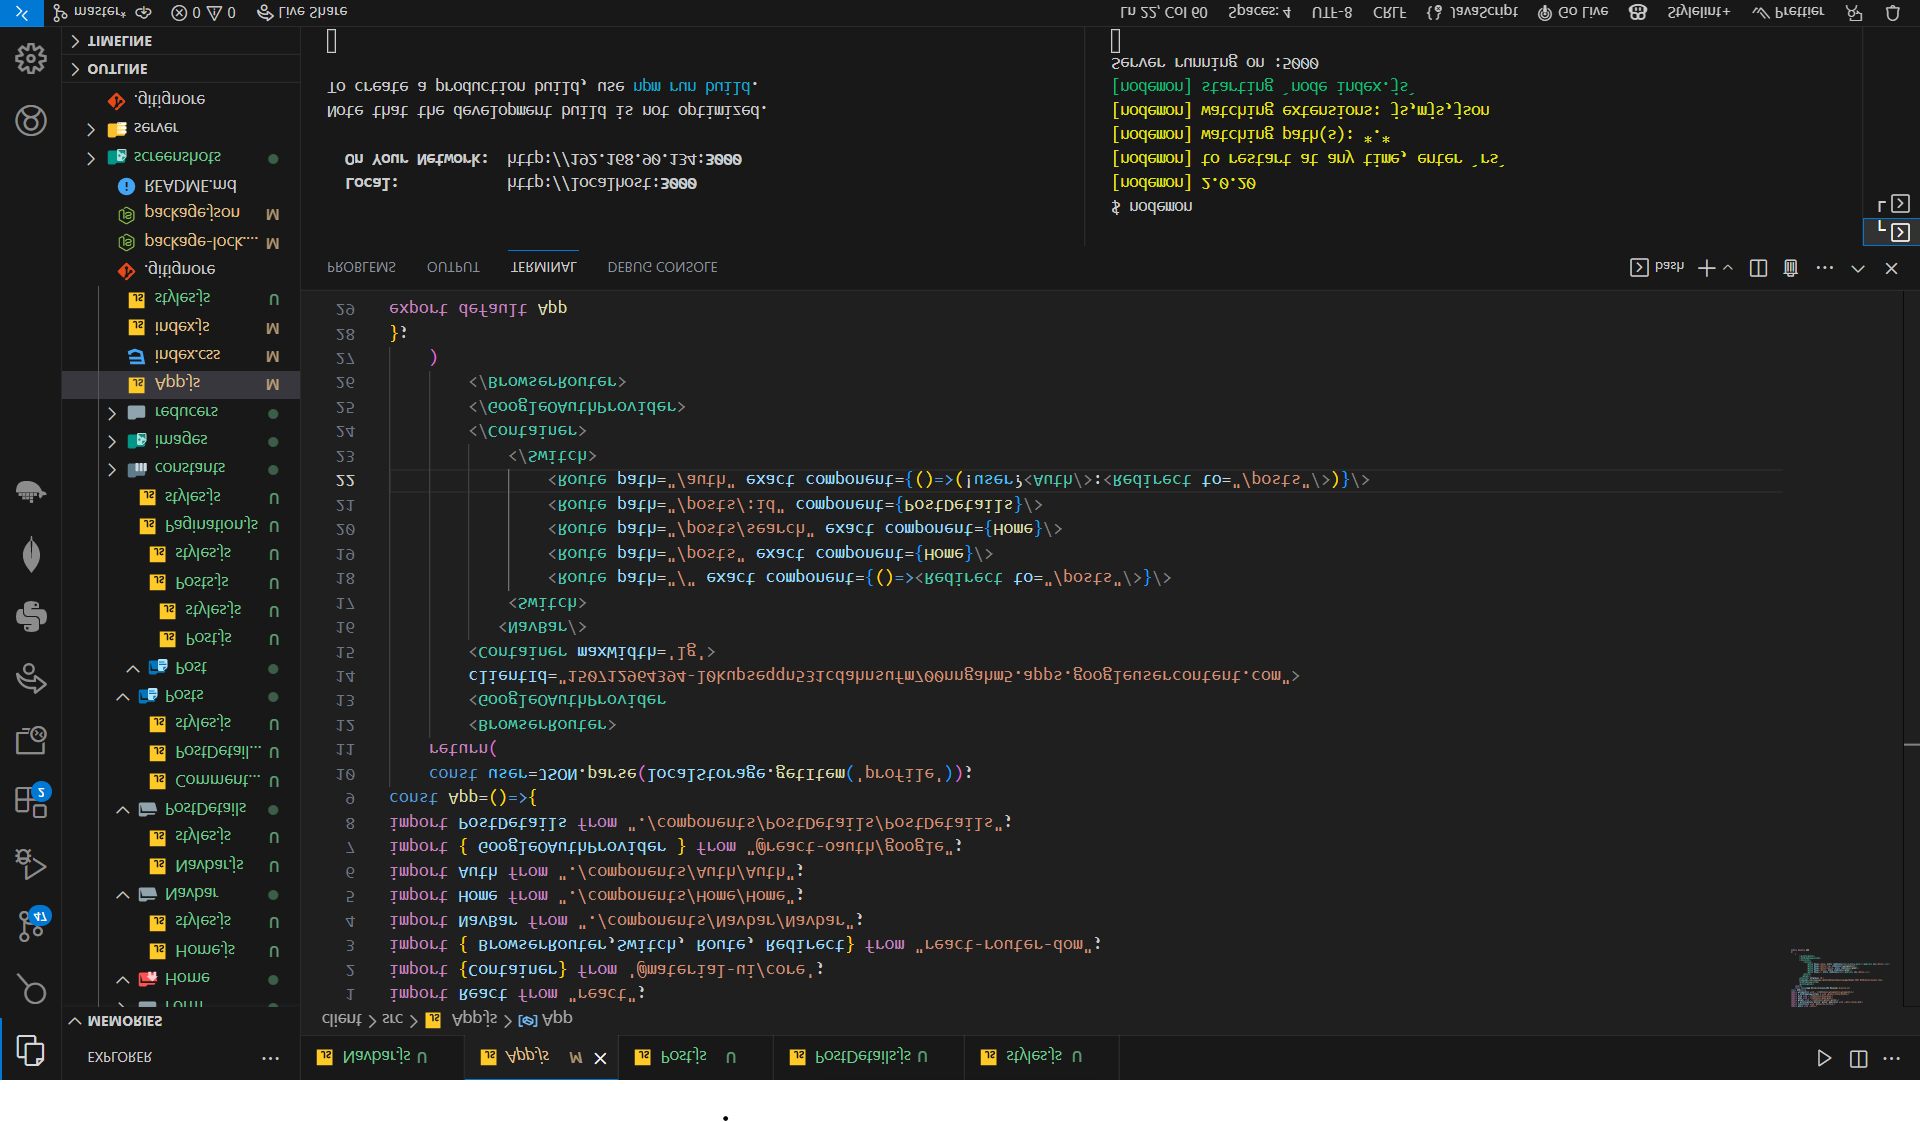 Navbar.js U
App.js M
Post.js U
PostDetails.js U
styles.js U
EXPLORER
MEMORIES
Form
Home
Home.js U
styles.js U
Navbar
Navbar.js U
styles.js U
PostDetails
Comment... U
PostDetail... U
styles.js U
Posts
Post
Post.js U
styles.js U
Posts.js U
styles.js U
Pagination.js U
styles.js U
constants
images
reducers
App.js M
index.css M
index.js M
styles.js U
.gitignore
package-lock.... M
package.json M
README.md
screenshots
server
.gitignore
OUTLINE
TIMELINE
47
2
client > src > App.js > App
1 import React from "react";
2 import {Container} from '@material-ui/core';
3 import { BrowserRouter,Switch, Route, Redirect} from "react-router-dom";
4 import NavBar from "./components/Navbar/Navbar";
5 import Home from "./components/Home/Home";
6 import Auth from "./components/Auth/Auth";
7 import { GoogleOAuthProvider } from "@react-oauth/google";
8 import PostDetails from "./components/PostDetails/PostDetails";
9 const App=()=>{
10 const user=JSON.parse(localStorage.getItem('profile'));
11 return(
12 <BrowserRouter>
13 <GoogleOAuthProvider
14 clientId="150712964394-10kupseqqn531cdahnsufm700nngahm5.apps.googleusercontent.com">
15 <Container maxWidth='lg'>
16 <NavBar/>
17 <Switch>
18 <Route path="/" exact component={()=><Redirect to="/posts"/>}/>
19 <Route path="/posts" exact component={Home}/>
20 <Route path="/posts/search" exact component={Home}/>
21 <Route path="/posts/:id" component={PostDetails}/>
22 <Route path="/auth" exact component={()=>(!user?<Auth/>:<Redirect to="/posts"/>)}/>
23 </Switch>
24 </Container>
25 </GoogleOAuthProvider>
26 </BrowserRouter>
27 )
28 };
29 export default App
PROBLEMS OUTPUT TERMINAL DEBUG CONSOLE
bash
Local: http://localhost:3000
On Your Network: http://192.168.90.134:3000
Note that the development build is not optimized.
To create a production build, use npm run build.
$ nodemon
[nodemon] 2.0.20
[nodemon] to restart at any time, enter `rs`
[nodemon] watching path(s): *.*
[nodemon] watching extensions: js,mjs,json
[nodemon] starting `node index.js`
Server running on :5000
master* 0 0 Live Share
Ln 22, Col 60 Spaces: 4 UTF-8 CRLF {} JavaScript Go Live Stylelint+ Prettier